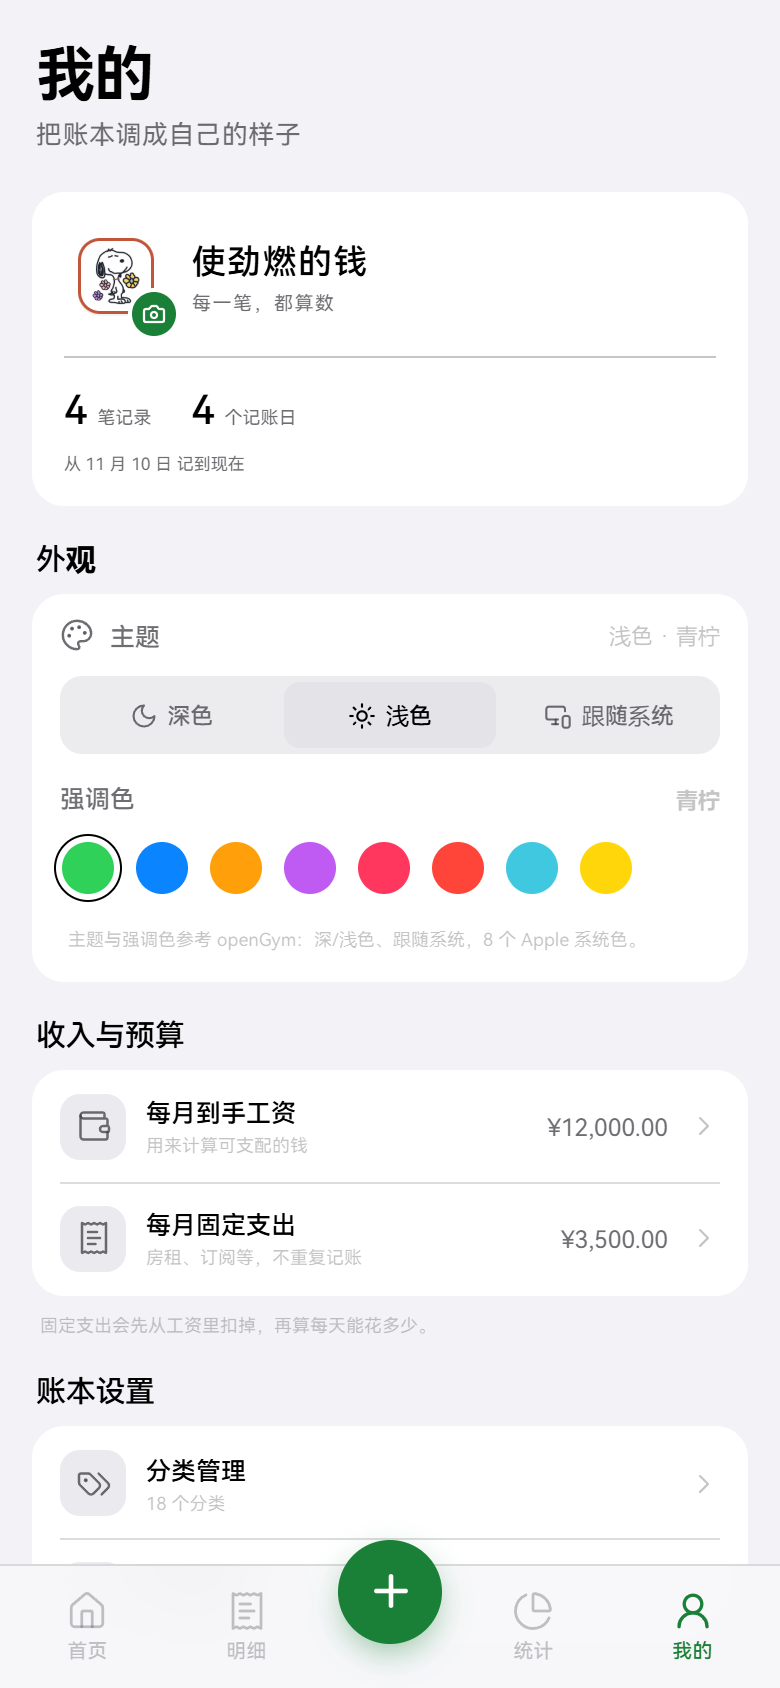 我的
把账本调成自己的样子
使劲燃的钱
每一笔，都算数
4 笔记录 4 个记账日
从 11 月 10 日 记到现在
外观
主题 浅色 · 青柠
深色 浅色 跟随系统
强调色 青柠
主题与强调色参考 openGym：深/浅色、跟随系统，8 个 Apple 系统色。
收入与预算
每月到手工资
用来计算可支配的钱
¥12,000.00
每月固定支出
房租、订阅等，不重复记账
¥3,500.00
固定支出会先从工资里扣掉，再算每天能花多少。
账本设置
分类管理
18 个分类
首页 明细 统计 我的